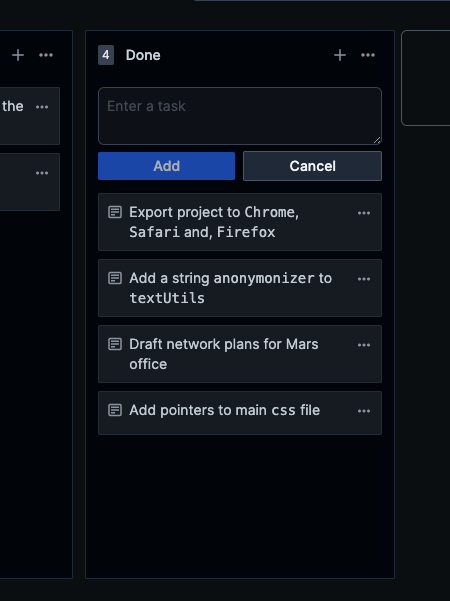 the
4 Done
Enter a task
Add
Cancel
Export project to Chrome,
Safari and, Firefox
Add a string anonymonizer to
textUtils
Draft network plans for Mars
office
Add pointers to main css file